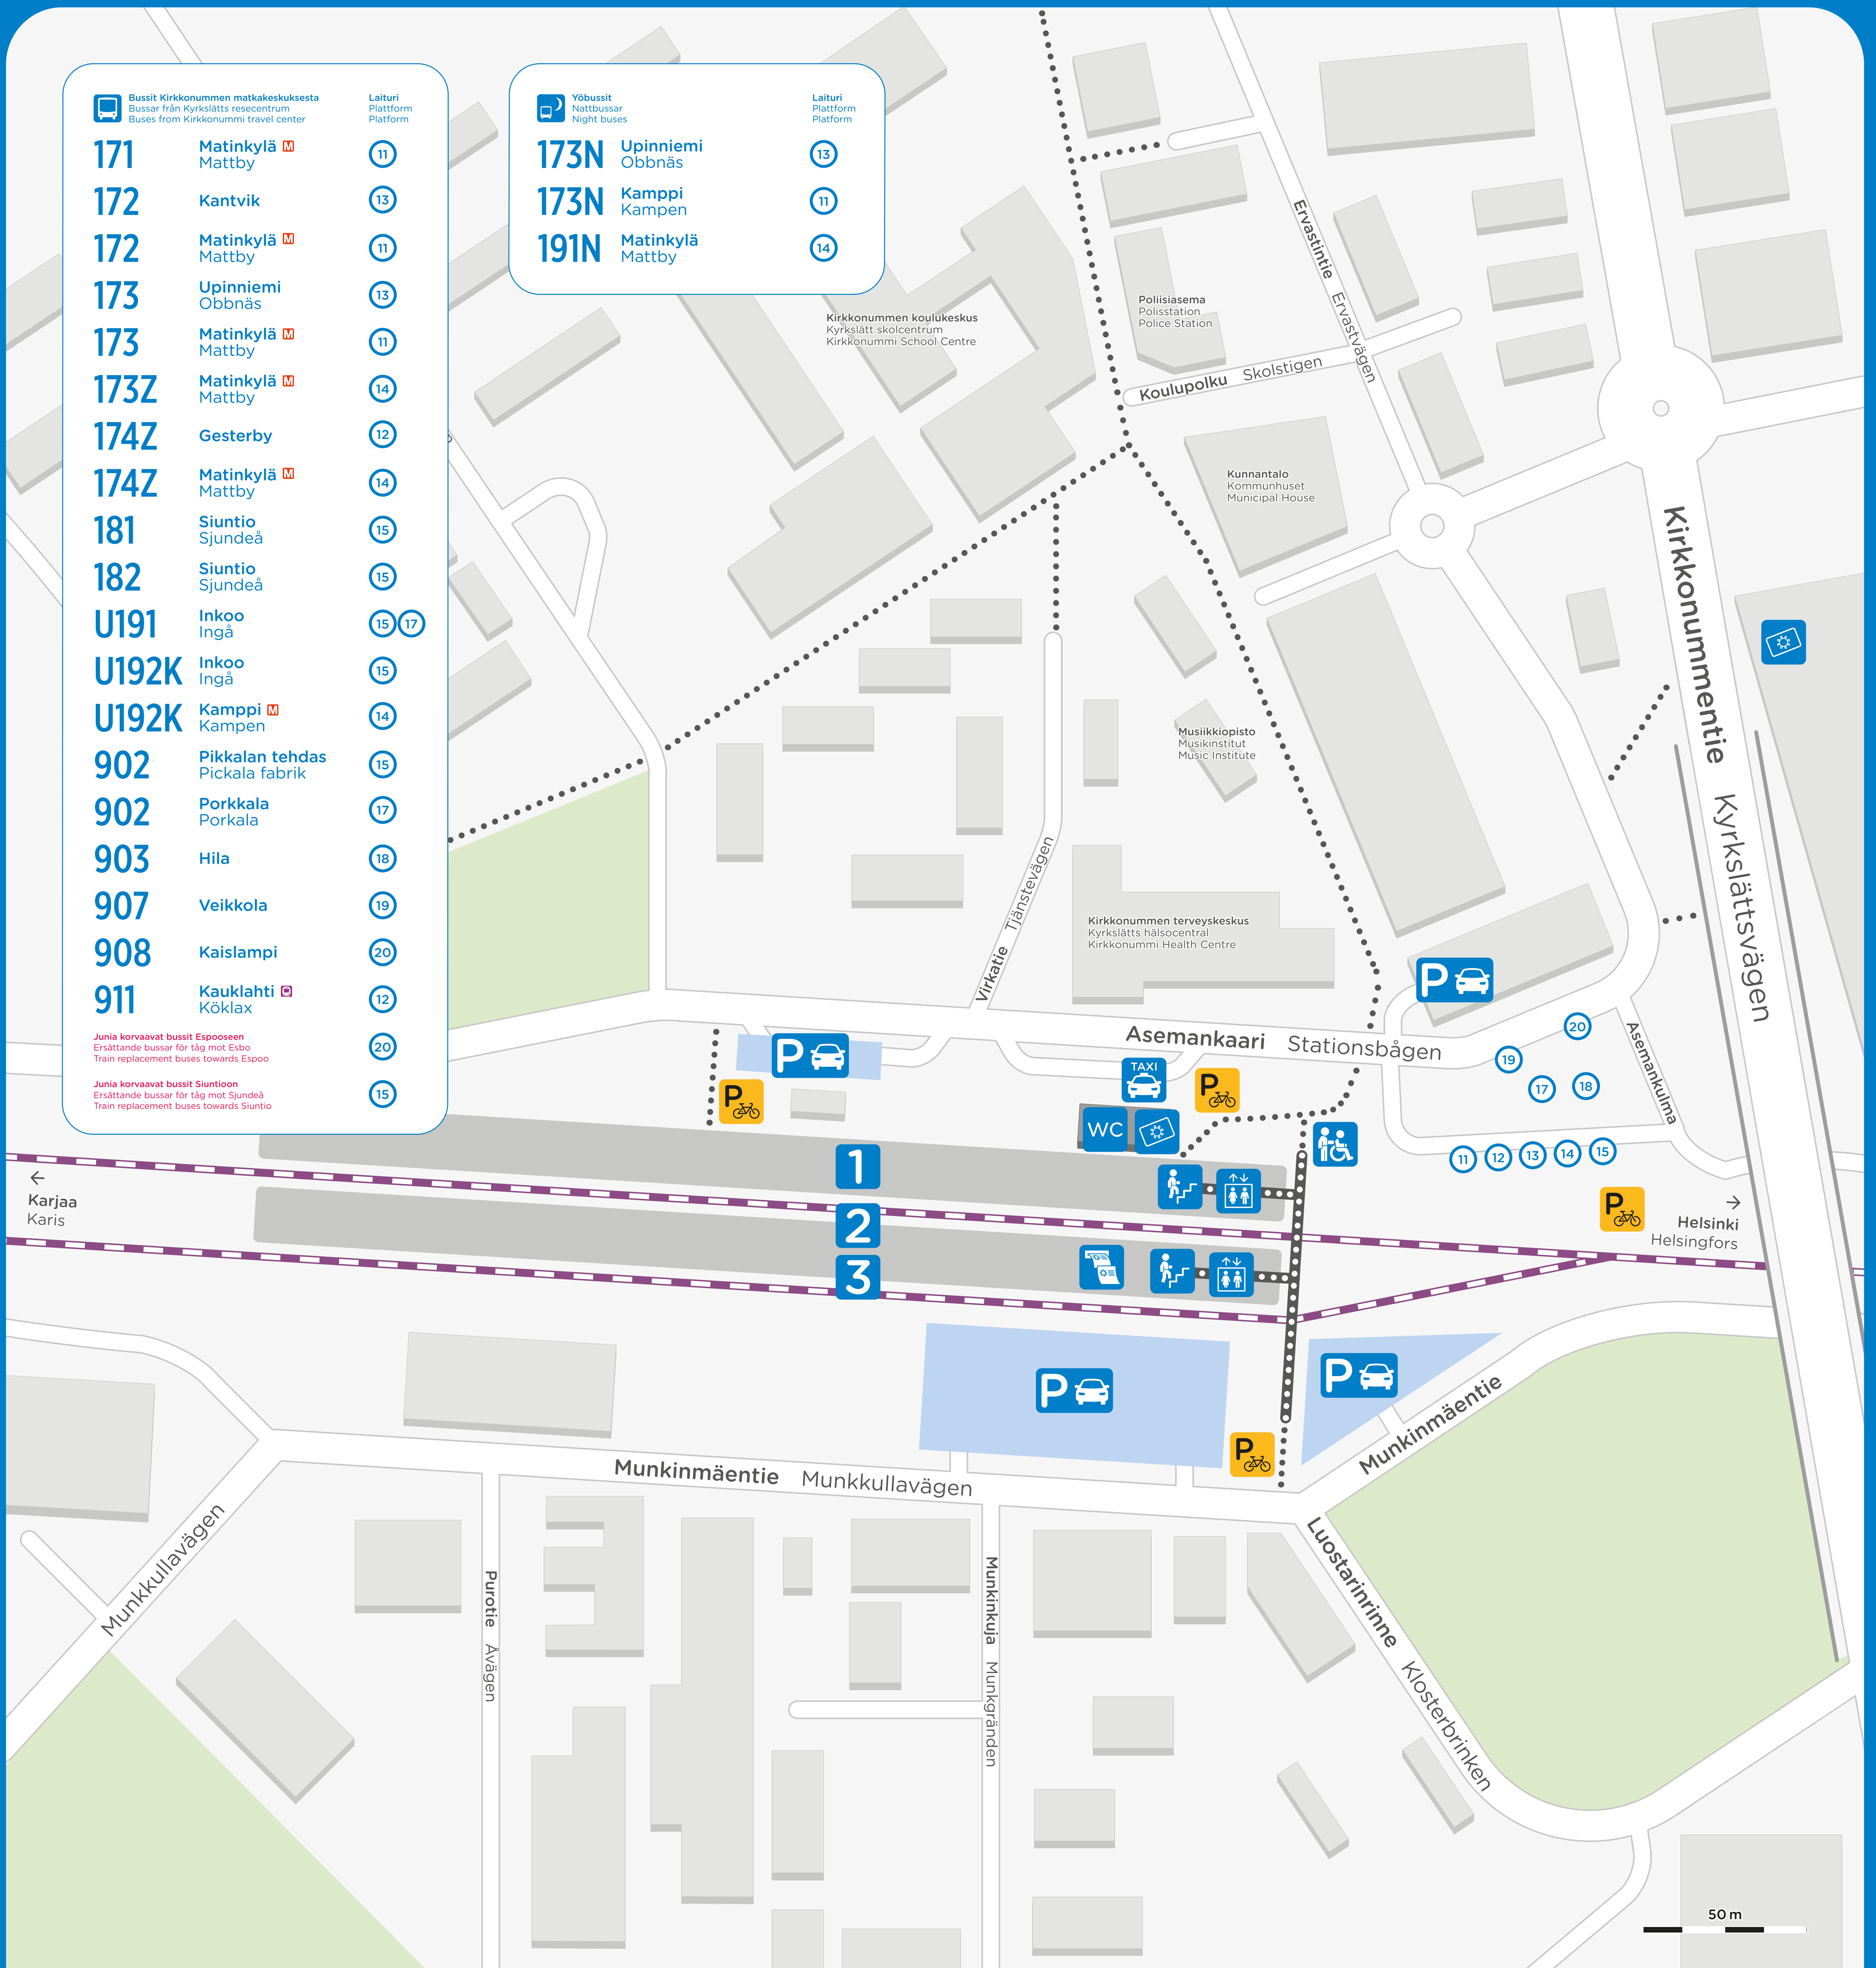 Bussit Kirkkonummen matkakeskuksesta
Bussar från Kyrkslätts resecentrum
Buses from Kirkkonummi travel center
Laituri
Plattform
Platform
171 Matinkylä M 11
Mattby
172 Kantvik 13
172 Matinkylä M 11
Mattby
173 Upinniemi 13
Obbnäs
173 Matinkylä M 11
Mattby
173Z Matinkylä M 14
Mattby
174Z Gesterby 12
174Z Matinkylä M 14
Mattby
181 Siuntio 15
Sjundeå
182 Siuntio 15
Sjundeå
U191 Inkoo 15 17
Ingå
U192K Inkoo 15
Ingå
U192K Kamppi M 14
Kampen
902 Pikkalan tehdas 15
Pickala fabrik
902 Porkkala 17
Porkala
903 Hila 18
907 Veikkola 19
908 Kaislampi 20
911 Kauklahti 12
Köklax
Junia korvaavat bussit Espooseen
Ersättande bussar för tåg mot Esbo
Train replacement buses towards Espoo
20
Junia korvaavat bussit Siuntioon
Ersättande bussar för tåg mot Sjundeå
Train replacement buses towards Siuntio
15
Yöbussit
Nattbussar
Night buses
Laituri
Plattform
Platform
173N Upinniemi 13
Obbnäs
173N Kamppi 11
Kampen
191N Matinkylä 14
Mattby
Kirkkonummen koulukeskus
Kyrkslätt skolcentrum
Kirkkonummi School Centre
Poliisiasema
Polisstation
Police Station
Ervastintie Ervastvägen
Koulupolku Skolstigen
Kunnantalo
Kommunhuset
Municipal House
Kirkkonummentie Kyrkslättsvägen
Musiikkiopisto
Musikinstitut
Music Institute
Virkatie Tjänstevägen
Kirkkonummen terveyskeskus
Kyrkslätts hälsocentral
Kirkkonummi Health Centre
P
Asemankaari Stationsbågen
Asemankulma
20
19
17
18
P
TAXI
P
P
WC
11
12
13
14
15
1
2
3
Karjaa
Karis
P
Helsinki
Helsingfors
P
P
P
Munkinmäentie
Munkinmäentie Munkkullavägen
Munkkullavägen
Purotie Åvägen
Munkinkuja Munkgränden
Luostarinrinne Klosterbrinken
50 m